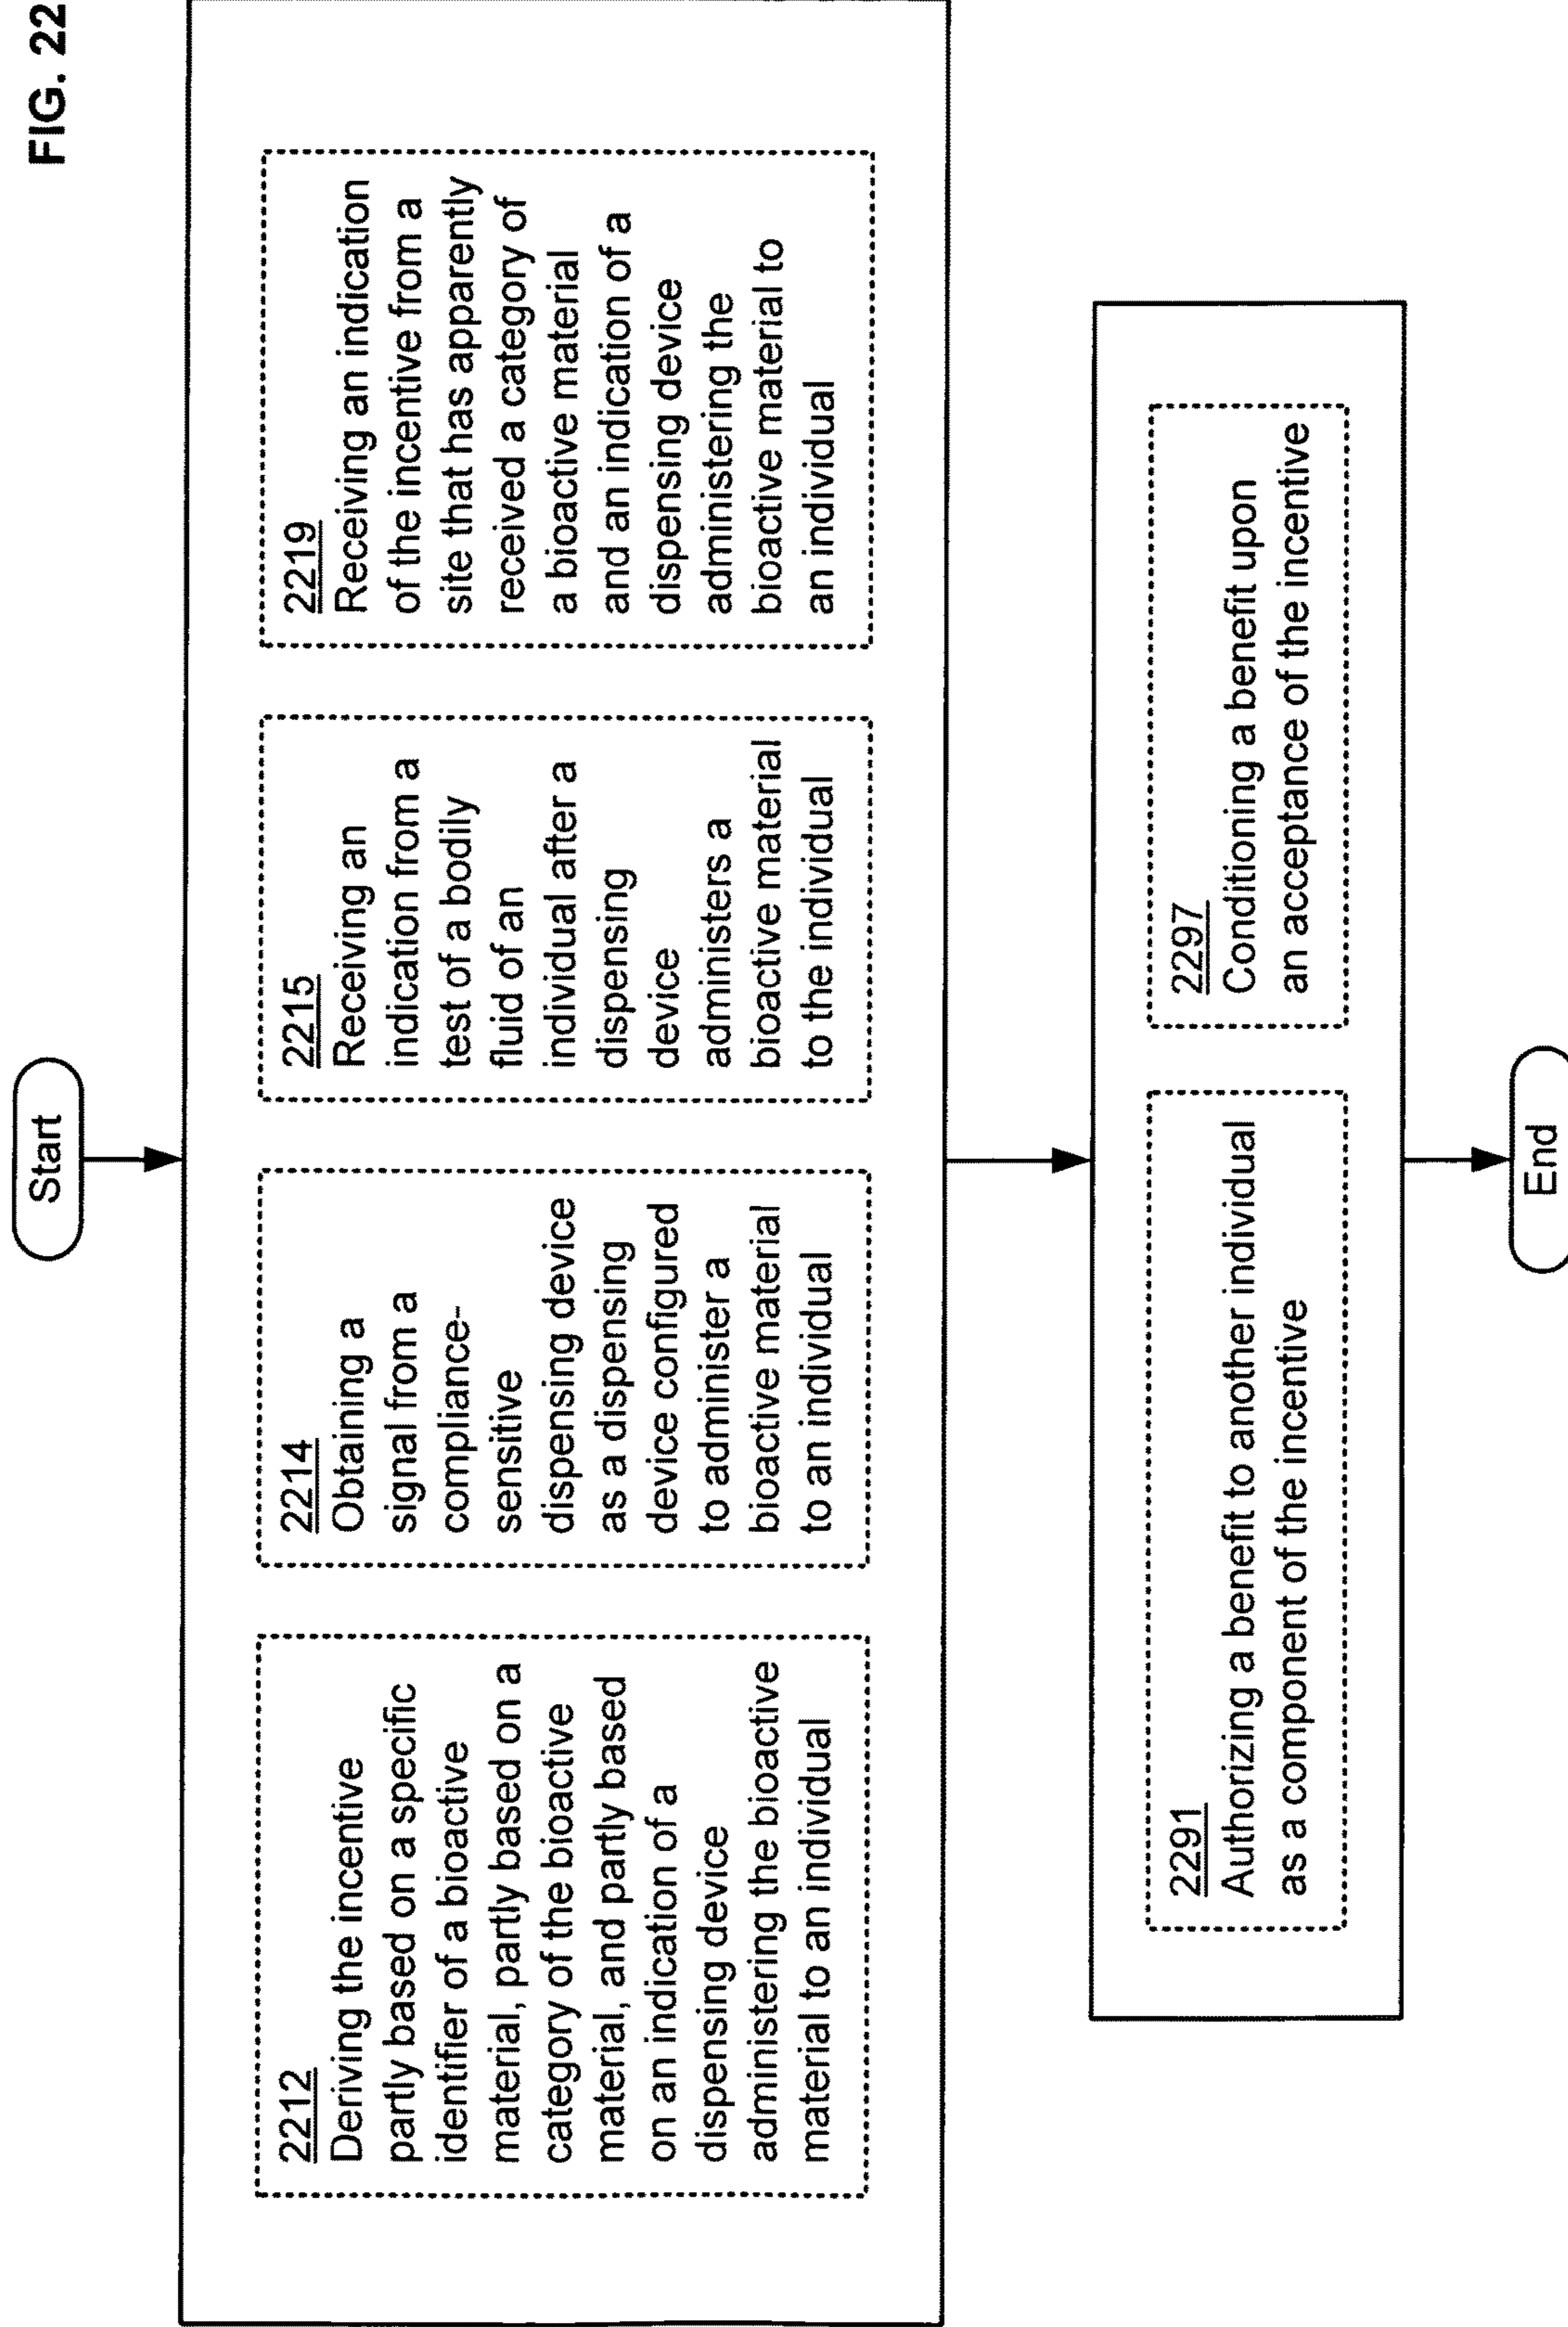 FIG. 22
Start
2212
Deriving the incentive
partly based on a specific
identifier of a bioactive
material, partly based on a
category of the bioactive
material, and partly based
on an indication of a
dispensing device
administering the bioactive
material to an individual
2214
Obtaining a
signal from a
compliance-
sensitive
dispensing device
as a dispensing
device configured
to administer a
bioactive material
to an individual
2215
Receiving an
indication from a
test of a bodily
fluid of an
individual after a
dispensing
device
administers a
bioactive material
to the individual
2219
Receiving an indication
of the incentive from a
site that has apparently
received a category of
a bioactive material
and an indication of a
dispensing device
administering the
bioactive material to
an individual
2291
Authorizing a benefit to another individual
as a component of the incentive
2297
Conditioning a benefit upon
an acceptance of the incentive
End